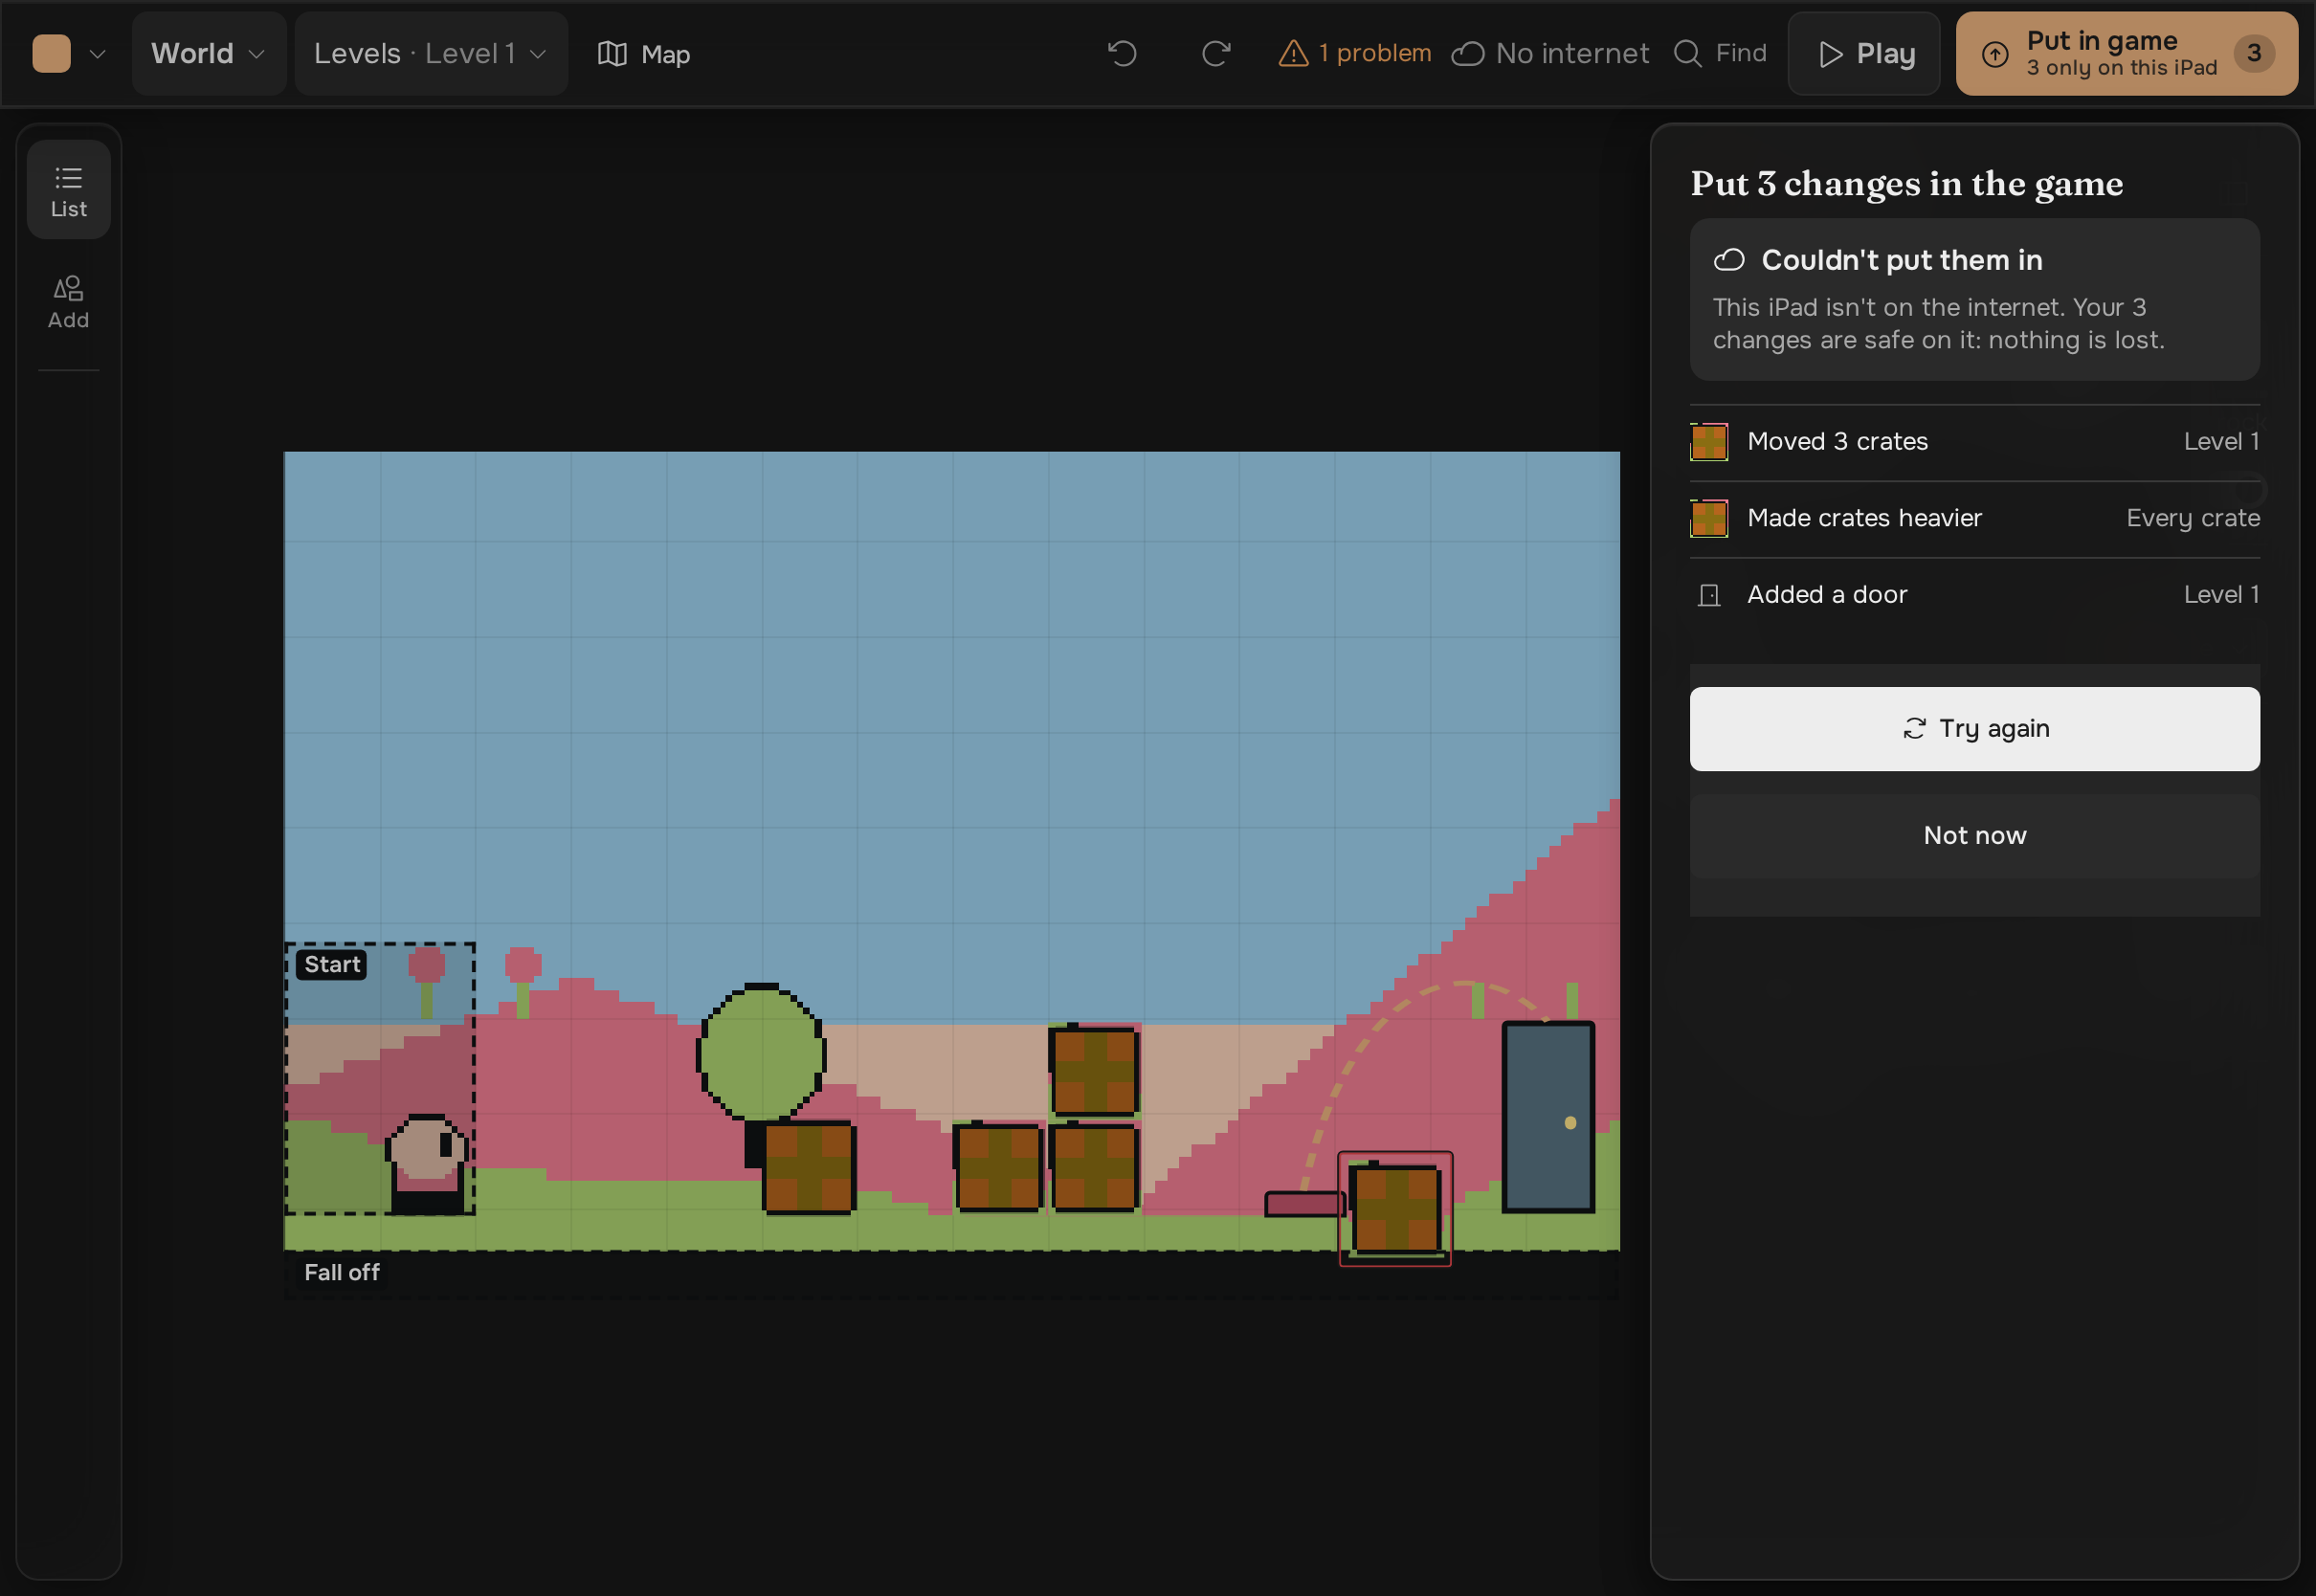 World
Levels · Level 1
Map
1 problem
No internet
Find
Play
Put in game
3 only on this iPad
3
List
Add
Put 3 changes in the game
Couldn't put them in
This iPad isn't on the internet. Your 3
changes are safe on it: nothing is lost.
Moved 3 crates
Level 1
Made crates heavier
Every crate
Added a door
Level 1
Try again
Not now
Start
Fall off